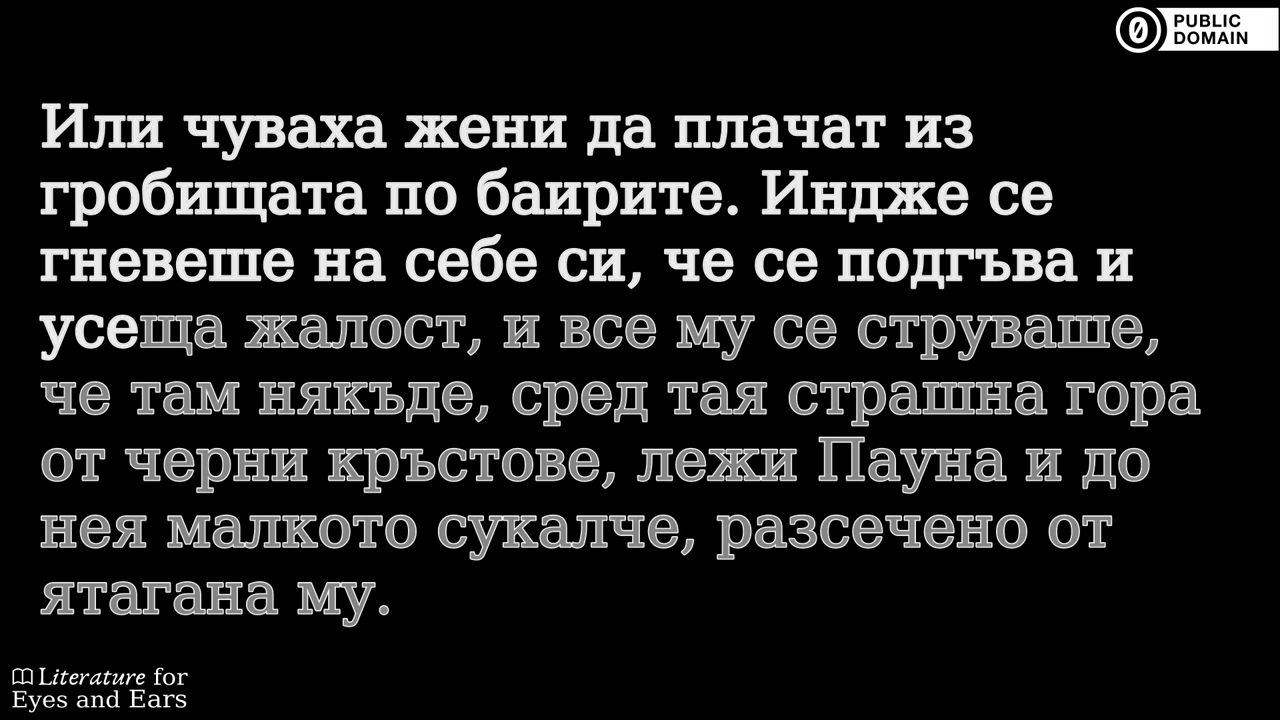 PUBLIC
DOMAIN
Или чуваха жени да плачат из
гробищата по баирите. Индже се
гневеше на себе си, че се подгъва и
усеща жалост, и все му се струваше,
че там някъде, сред тая страшна гора
от черни кръстове, лежи Пауна и до
нея малкото сукалче, разсечено от
ятагана му.
Literature for
Eyes and Ears